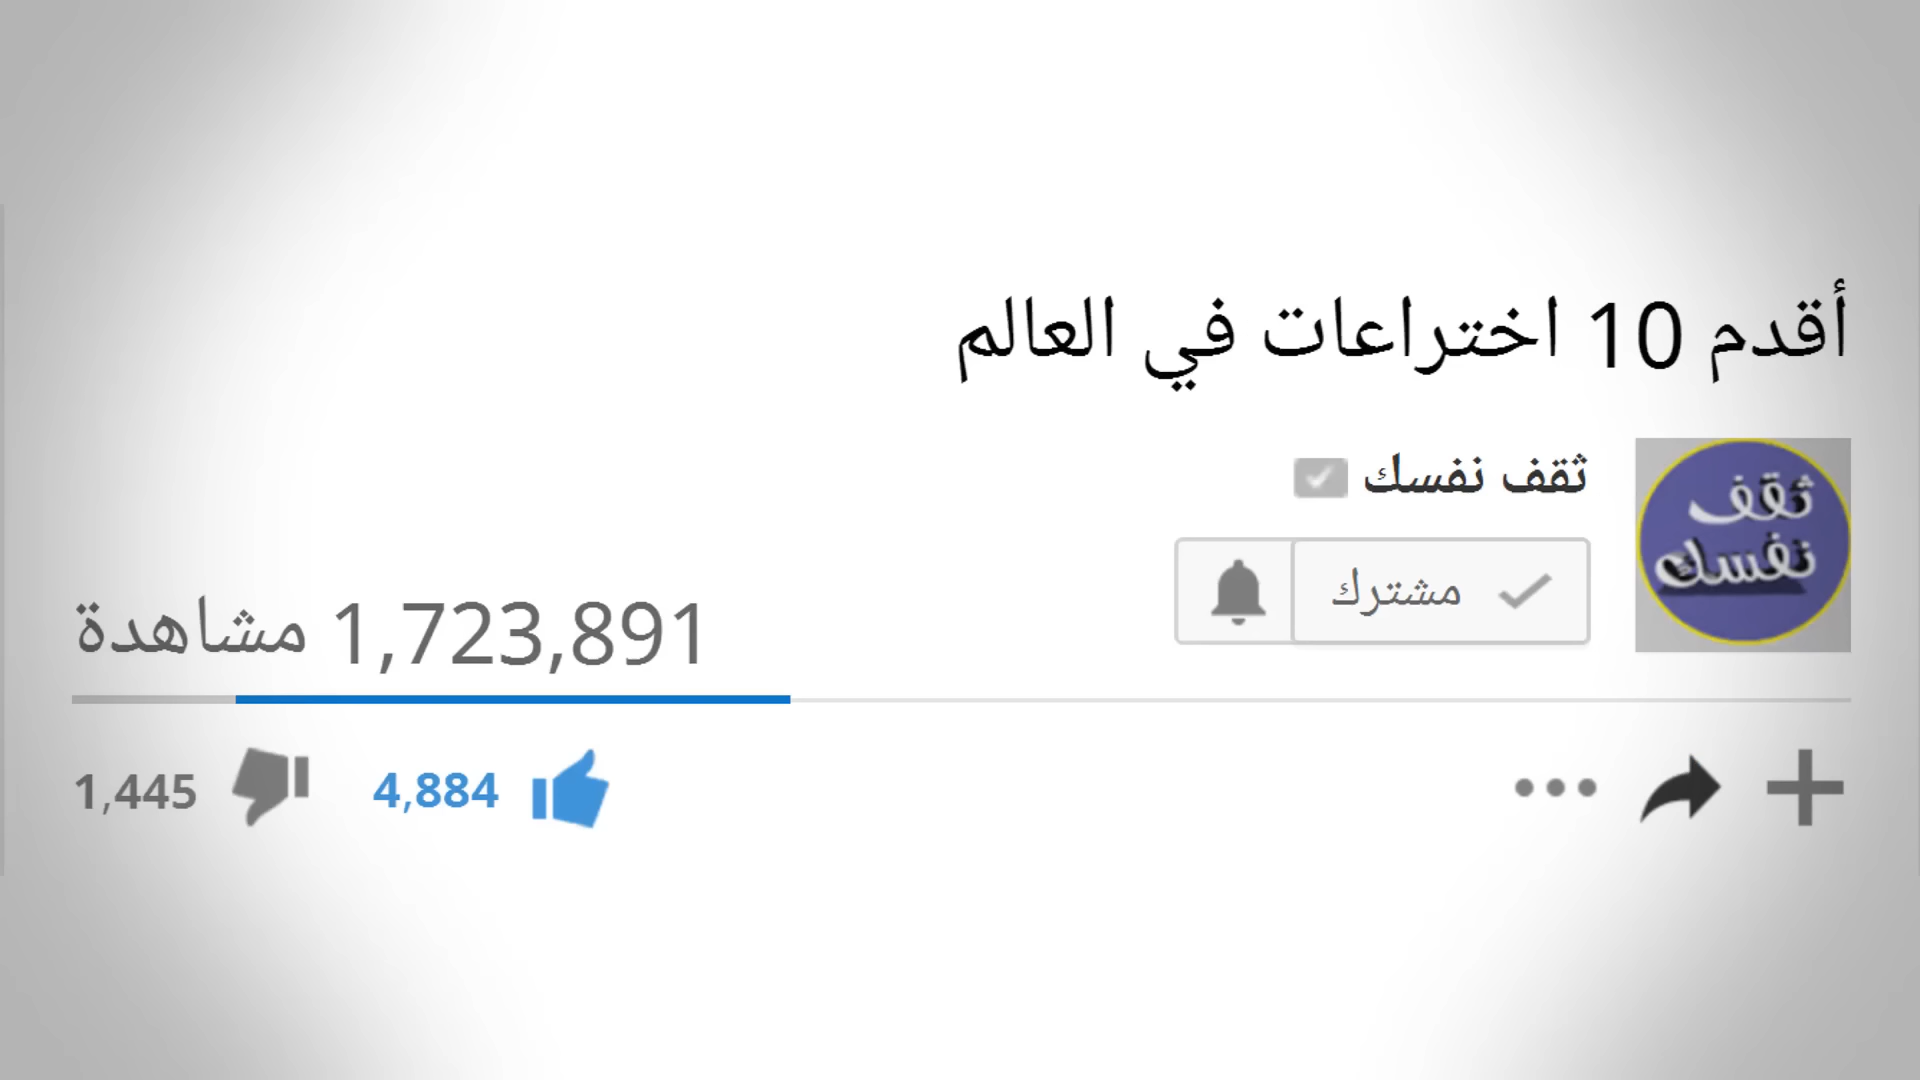 أقدم 10 اختراعات في العالم
ثقف نفسك
ثقف
نفسك
مشترك
1,723,891 مشاهدة
4,884
1,445